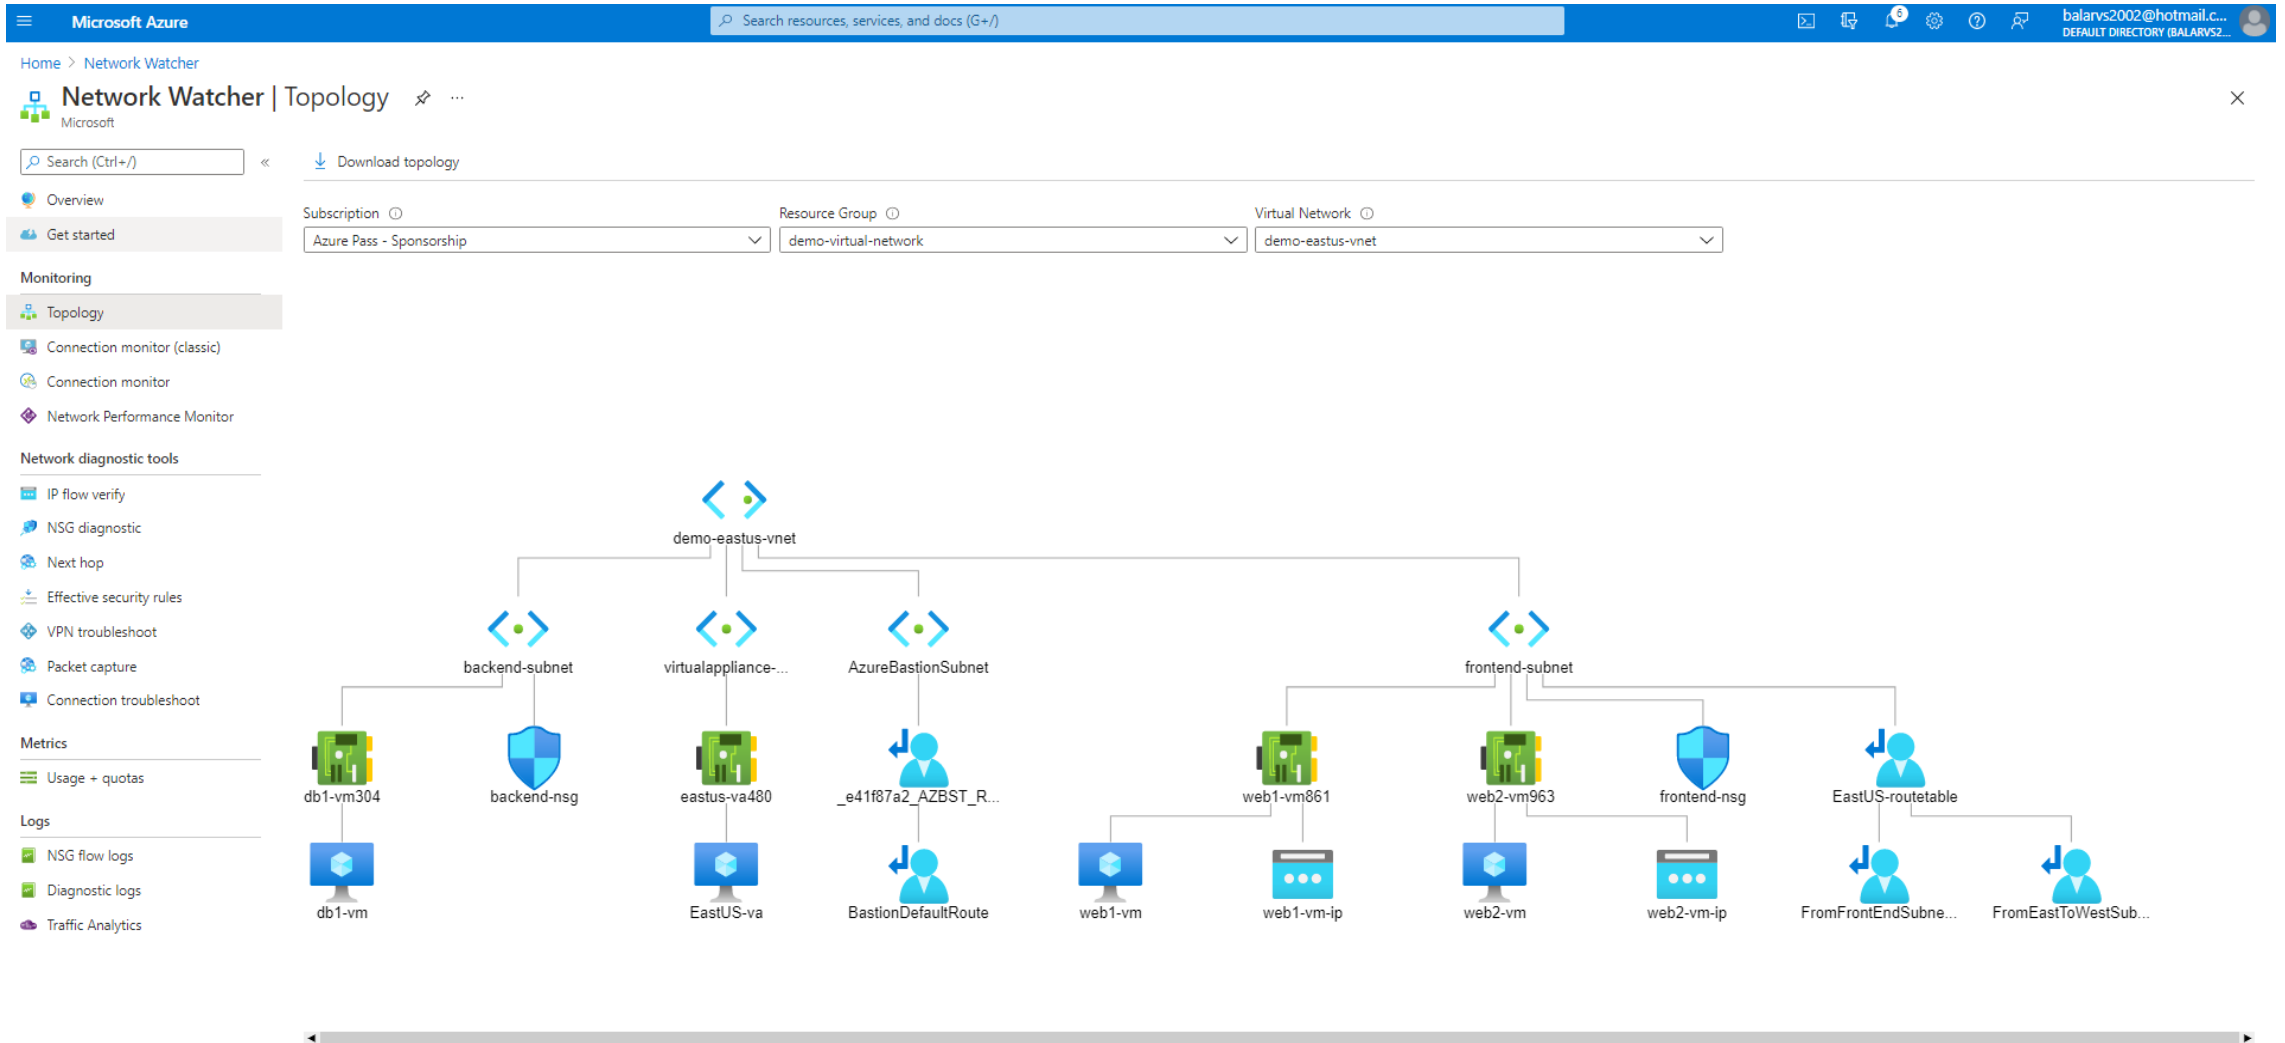 Microsoft Azure
Search resources, services, and docs (G+/)
6
balarvs2002@hotmail.c...
DEFAULT DIRECTORY (BALARVS2...
Home > Network Watcher
Network Watcher | Topology
Microsoft
Search (Ctrl+/)
Download topology
Overview
Get started
Monitoring
Topology
Connection monitor (classic)
Connection monitor
Network Performance Monitor
Network diagnostic tools
IP flow verify
NSG diagnostic
Next hop
Effective security rules
VPN troubleshoot
Packet capture
Connection troubleshoot
Metrics
Usage + quotas
Logs
NSG flow logs
Diagnostic logs
Traffic Analytics
Subscription
Resource Group
Virtual Network
Azure Pass - Sponsorship
demo-virtual-network
demo-eastus-vnet
demo-eastus-vnet
backend-subnet
virtualappliance-...
AzureBastionSubnet
frontend-subnet
db1-vm304
backend-nsg
eastus-va480
_e41f87a2_AZBST_R...
web1-vm861
web2-vm963
frontend-nsg
EastUS-routetable
db1-vm
EastUS-va
BastionDefaultRoute
web1-vm
web1-vm-ip
web2-vm
web2-vm-ip
FromFrontEndSubne...
FromEastToWestSub...